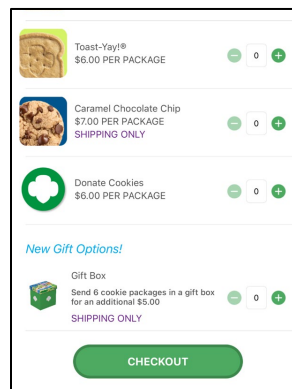 Toast-Yay!®
$6.00 PER PACKAGE
0
Caramel Chocolate Chip
$7.00 PER PACKAGE
SHIPPING ONLY
0
Donate Cookies
$6.00 PER PACKAGE
0
New Gift Options!
Gift Box
Send 6 cookie packages in a gift box
for an additional $5.00
SHIPPING ONLY
0
CHECKOUT